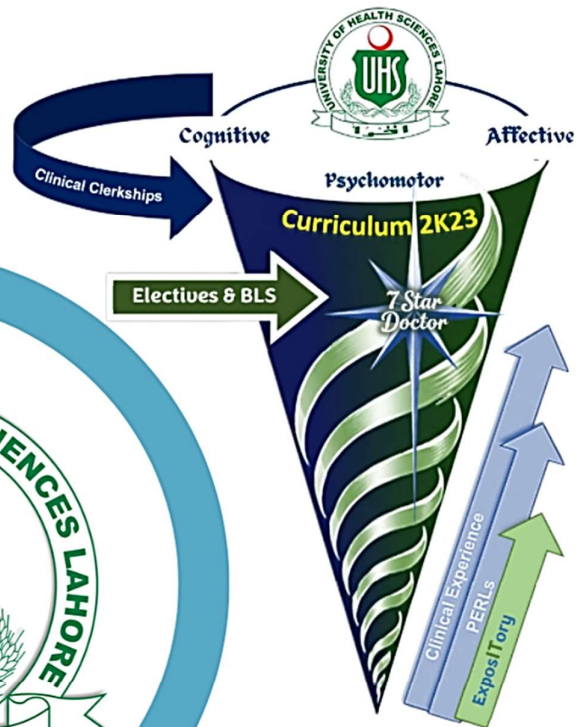 UNIVERSITY OF HEALTH SCIENCES LAHORE
UHS
Cognitive
Affective
Psychomotor
Clinical Clerkships
Curriculum 2K23
Electives & BLS
7 Star
Doctor
Clinical Experience
PERLs
ExposITory
SCIENCES LAHORE